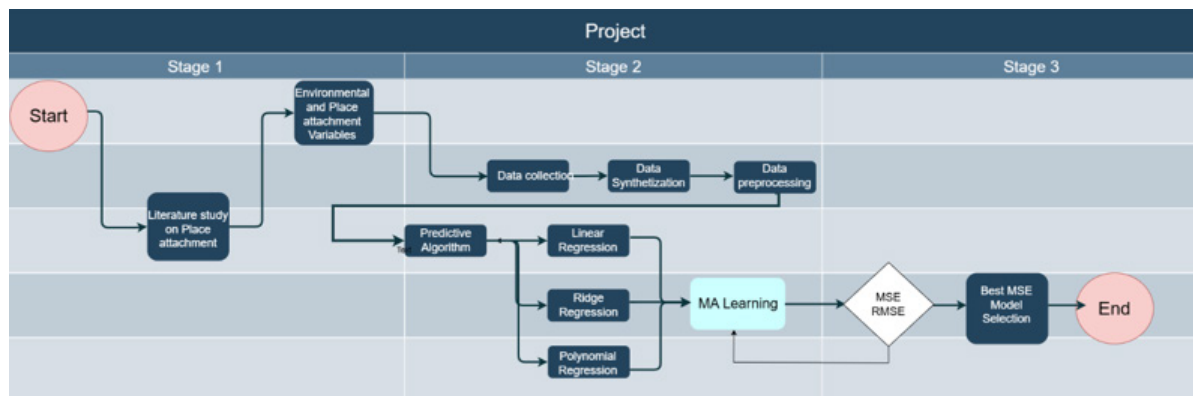 Project
Stage 1
Stage 2
Stage 3
Start
Environmental
and Place
attachment
Variables
Literature study
on Place
attachment
Data collection
Data
Synthetization
Data
preprocessing
Predictive
Algorithm
Text
Linear
Regression
Ridge
Regression
Polynomial
Regression
MA Learning
MSE
RMSE
Best MSE
Model
Selection
End